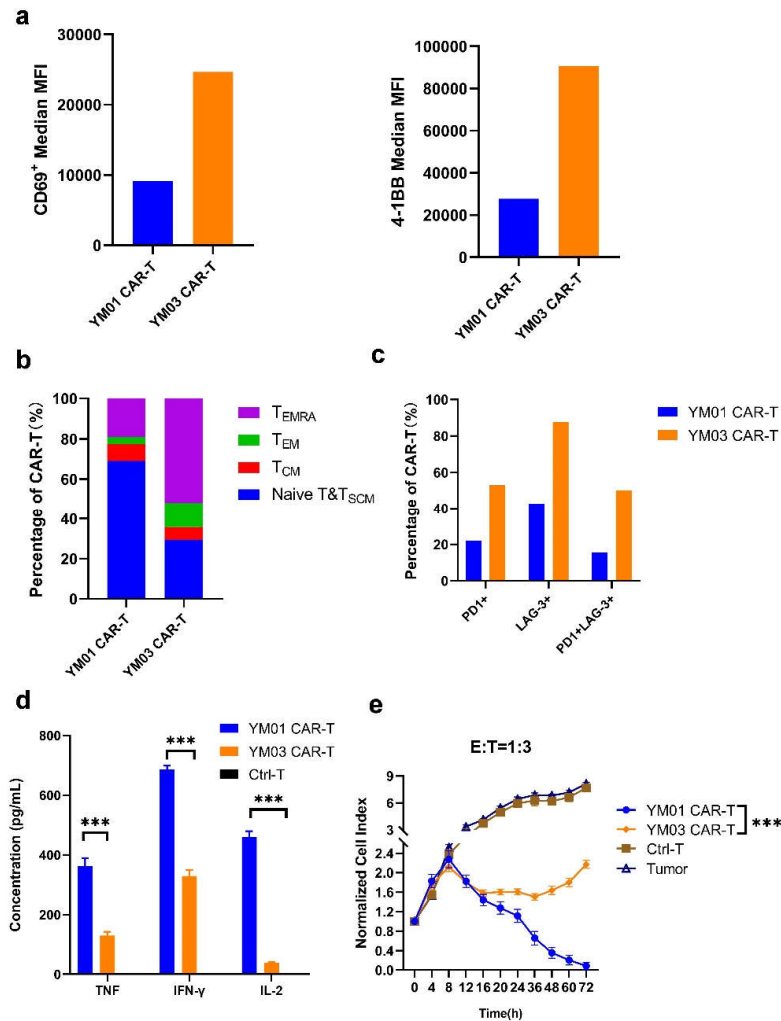 a
CD69+ Median MFI
30000
20000
10000
0
YM01 CAR-T
YM03 CAR-T
4-1BB Median MFI
100000
80000
60000
40000
20000
0
YM01 CAR-T
YM03 CAR-T
b
Percentage of CAR-T(%)
100
80
60
40
20
0
YM01 CAR-T
YM03 CAR-T
TEMRA
TEM
TCM
Naive T&TSCM
c
Percentage of CAR-T(%)
100
80
60
40
20
0
PD1+
LAG-3+
PD1+LAG-3+
YM01 CAR-T
YM03 CAR-T
d
Concentration (pg/mL)
800
600
400
200
0
***
***
***
TNF
IFN-γ
IL-2
YM01 CAR-T
YM03 CAR-T
Ctrl-T
e
E:T=1:3
Normalized Cell Index
9
6
3
2.4
2.0
1.6
1.2
0.8
0.4
0.0
0 4 8 12 16 20 24 36 48 60 72
Time(h)
YM01 CAR-T
YM03 CAR-T
***
Ctrl-T
Tumor